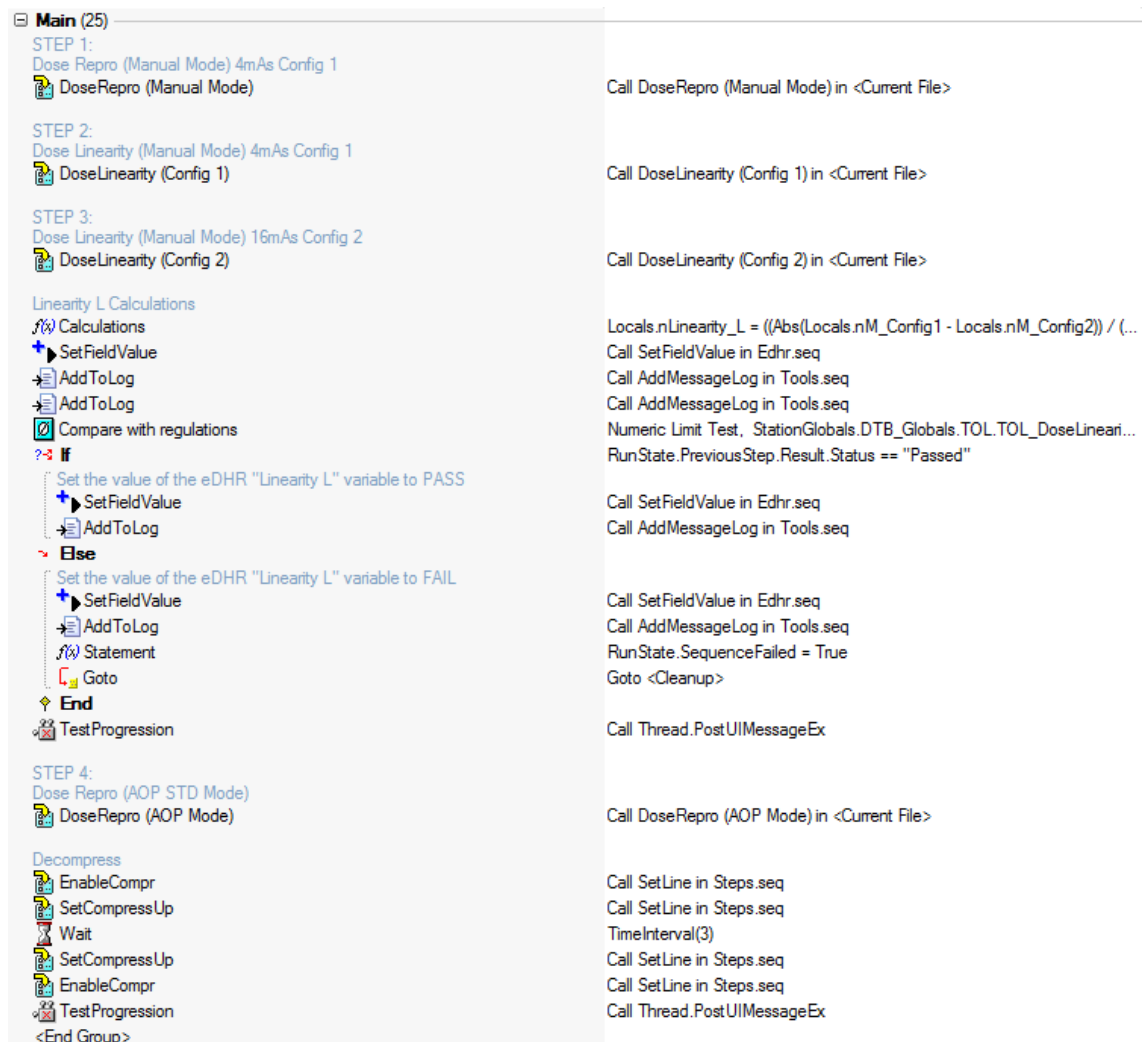 Main (25)
STEP 1:
Dose Repro (Manual Mode) 4mAs Config 1
DoseRepro (Manual Mode) Call DoseRepro (Manual Mode) in <Current File>
STEP 2:
Dose Linearity (Manual Mode) 4mAs Config 1
DoseLinearity (Config 1) Call DoseLinearity (Config 1) in <Current File>
STEP 3:
Dose Linearity (Manual Mode) 16mAs Config 2
DoseLinearity (Config 2) Call DoseLinearity (Config 2) in <Current File>
Linearity L Calculations
f(x) Calculations Locals.nLinearity_L = ((Abs(Locals.nM_Config1 - Locals.nM_Config2)) / (...
SetFieldValue Call SetFieldValue in Edhr.seq
AddToLog Call AddMessageLog in Tools.seq
AddToLog Call AddMessageLog in Tools.seq
Compare with regulations Numeric Limit Test, StationGlobals.DTB_Globals.TOL.TOL_DoseLineari...
If RunState.PreviousStep.Result.Status == "Passed"
Set the value of the eDHR "Linearity L" variable to PASS
SetFieldValue Call SetFieldValue in Edhr.seq
AddToLog Call AddMessageLog in Tools.seq
Else
Set the value of the eDHR "Linearity L" variable to FAIL
SetFieldValue Call SetFieldValue in Edhr.seq
AddToLog Call AddMessageLog in Tools.seq
f(x) Statement RunState.SequenceFailed = True
Goto Goto <Cleanup>
End
TestProgression Call Thread.PostUIMessageEx
STEP 4:
Dose Repro (AOP STD Mode)
DoseRepro (AOP Mode) Call DoseRepro (AOP Mode) in <Current File>
Decompress
EnableCompr Call SetLine in Steps.seq
SetCompressUp Call SetLine in Steps.seq
Wait TimeInterval(3)
SetCompressUp Call SetLine in Steps.seq
EnableCompr Call SetLine in Steps.seq
TestProgression Call Thread.PostUIMessageEx
<End Group>